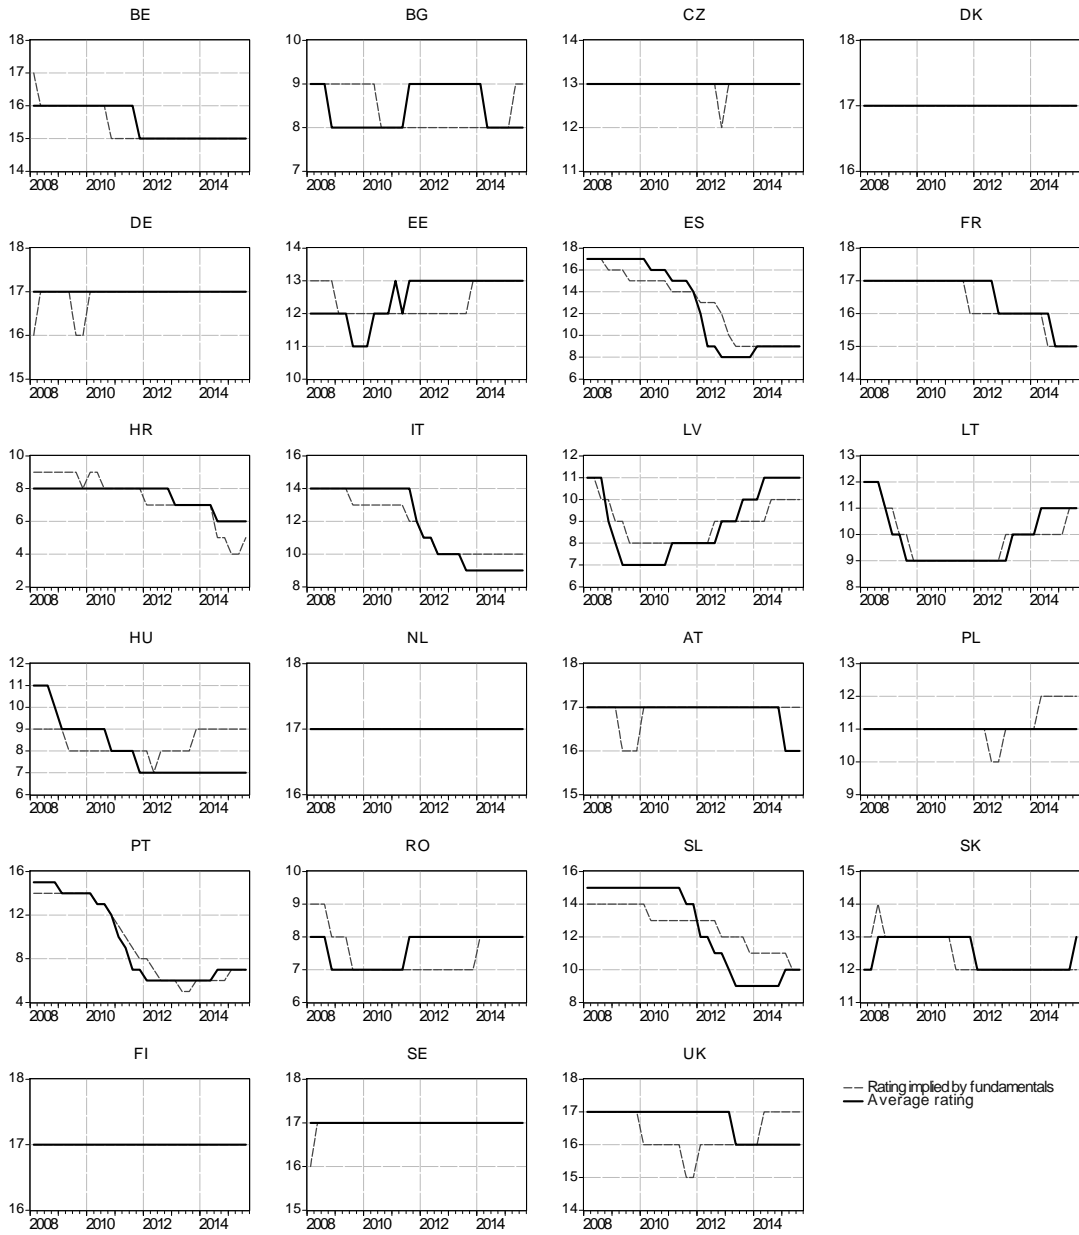 BE BG CZ DK
18 10 14 18
17 9 13 17
16 8 12 16
15 7 11
14
2008 2010 2012 2014 2008 2010 2012 2014 2008 2010 2012 2014 2008 2010 2012 2014
DE EE ES FR
18 14 18 18
17 13 16 17
16 12 14 16
15 11 12 15
10 10 14
8
6
2008 2010 2012 2014 2008 2010 2012 2014 2008 2010 2012 2014 2008 2010 2012 2014
HR IT LV LT
10 16 12 13
8 14 11 12
6 12 10 11
4 10 9 10
2 8 8 9
7 8
6
2008 2010 2012 2014 2008 2010 2012 2014 2008 2010 2012 2014 2008 2010 2012 2014
HU NL AT PL
12 18 18 13
11 17 17 12
10 16 16 11
9 15 10
8 9
7
6
2008 2010 2012 2014 2008 2010 2012 2014 2008 2010 2012 2014 2008 2010 2012 2014
PT RO SL SK
16 10 16 15
12 9 14 14
8 8 12 13
4 7 10 12
6 8 11
2008 2010 2012 2014 2008 2010 2012 2014 2008 2010 2012 2014 2008 2010 2012 2014
FI SE UK
18 18 18
17 17 17
16 16 16
15 15
14
2008 2010 2012 2014 2008 2010 2012 2014 2008 2010 2012 2014
Rating implied by fundamentals
Average rating